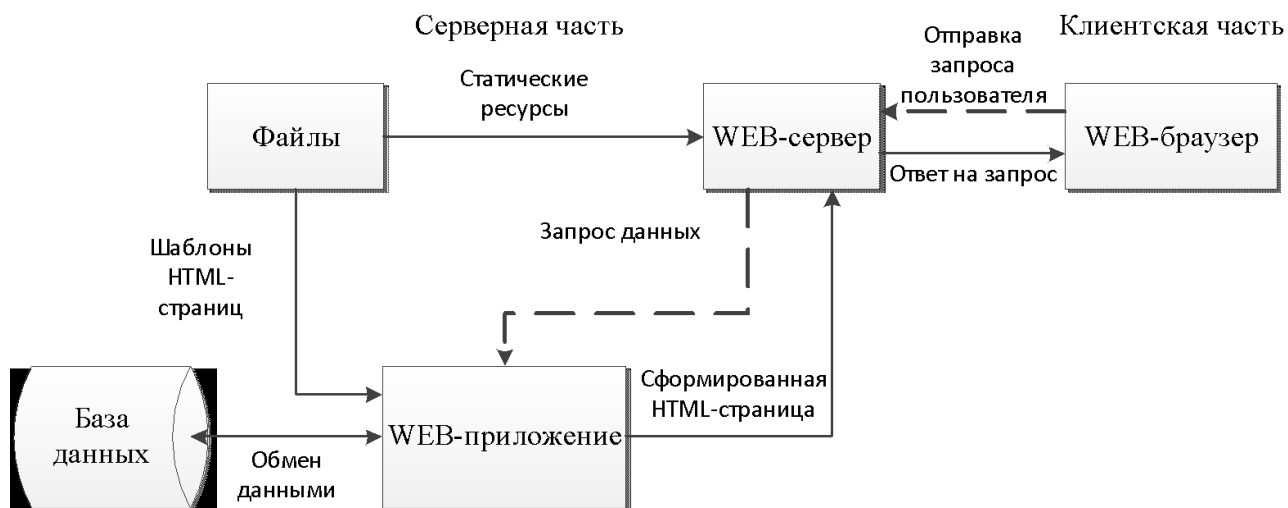 Серверная часть
Клиентская часть
Статические
ресурсы
Отправка
запроса
пользователя
Файлы
WEB-сервер
WEB-браузер
Ответ на запрос
Шаблоны
HTML-
страниц
Запрос данных
База
данных
Обмен
данными
WEB-приложение
Сформированная
HTML-страница